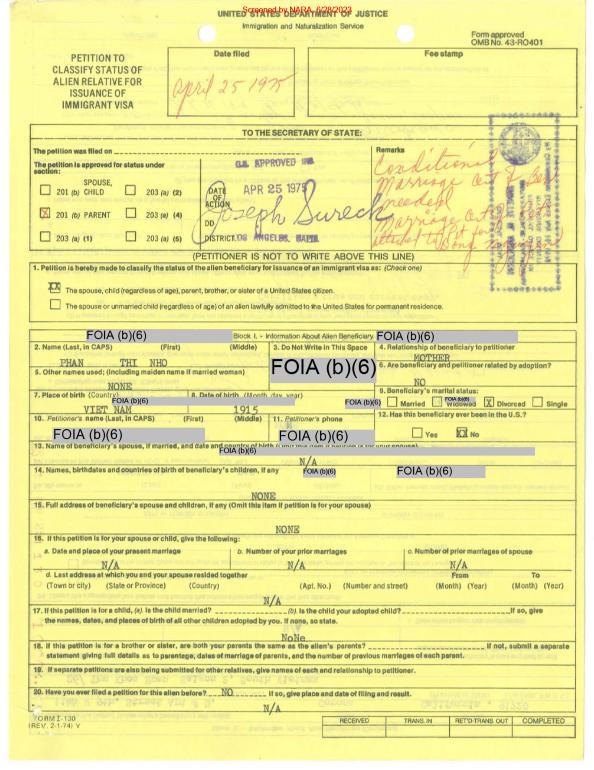 Screened by NARA, 6/28/2023
UNITED STATES DEPARTMENT OF JUSTICE
Immigration and Naturalization Service
Form approved
OMB No. 43-RO401
PETITION TO
CLASSIFY STATUS OF
ALIEN RELATIVE FOR
ISSUANCE OF
IMMIGRANT VISA
Date filed
April 25 1975
Fee stamp
TO THE SECRETARY OF STATE:
The petition was filed on
The petition is approved for status under
section:
SPOUSE,
201 (b) CHILD
203 (a) (2)
X 201 (b) PARENT
203 (a) (4)
203 (a) (1)
203 (a) (5)
DATE
OF
ACTION
APPROVED
APR 25 1975
Joseph Sureck
DD
DISTRICT LOS ANGELES, CALIF.
Remarks
Conditional
Marriage Cert of
needed
Marriage Cert
(PETITIONER IS NOT TO WRITE ABOVE THIS LINE)
1. Petition is hereby made to classify the status of the alien beneficiary for issuance of an immigrant visa as: (Check one)
XX The spouse, child (regardless of age), parent, brother, or sister of a United States citizen.
The spouse or unmarried child (regardless of age) of an alien lawfully admitted to the United States for permanent residence.
FOIA (b)(6)
Block I. - Information About Alien Beneficiary
FOIA (b)(6)
2. Name (Last, in CAPS) (First) (Middle)
PHAN THI NHO
3. Do Not Write in This Space
FOIA (b)(6)
4. Relationship of beneficiary to petitioner
MOTHER
5. Other names used; (including maiden name if married woman)
NONE
6. Are beneficiary and petitioner related by adoption?
NO
7. Place of birth (Country)
VIET NAM
8. Date of birth (Month, day, year)
FOIA (b)(6)
1915
FOIA (b)(6)
9. Beneficiary's marital status:
Married
FOIA (b)(6)
Widowed
X Divorced
Single
10. Petitioner's name (Last, in CAPS) (First) (Middle)
FOIA (b)(6)
11. Petitioner's phone
FOIA (b)(6)
12. Has this beneficiary ever been in the U.S.?
Yes
XX No
13. Name of beneficiary's spouse, if married, and date and country of birth (Omit this item if petition is for your spouse)
FOIA (b)(6)
N/A
14. Names, birthdates and countries of birth of beneficiary's children, if any
FOIA (b)(6)
FOIA (b)(6)
NONE
15. Full address of beneficiary's spouse and children, if any (Omit this item if petition is for your spouse)
NONE
16. If this petition is for your spouse or child, give the following:
a. Date and place of your present marriage
N/A
b. Number of your prior marriages
N/A
c. Number of prior marriages of spouse
N/A
d. Last address at which you and your spouse resided together
From To
(Town or city) (State or Province) (Country) (Apt. No.) (Number and street) (Month) (Year) (Month) (Year)
N/A
17. If this petition is for a child, (a). Is the child married? (b). Is the child your adopted child? If so, give
the names, dates, and places of birth of all other children adopted by you. If none, so state.
NoNe
18. If this petition is for a brother or sister, are both your parents the same as the alien's parents? If not, submit a separate
statement giving full details as to parentage, dates of marriage of parents, and the number of previous marriages of each parent.
19. If separate petitions are also being submitted for other relatives, give names of each and relationship to petitioner.
20. Have you ever filed a petition for this alien before? NO If so, give place and date of filing and result.
N/A
FORM I-130
(REV. 2-1-74) Y
RECEIVED
TRANS. IN
RET'D-TRANS. OUT
COMPLETED